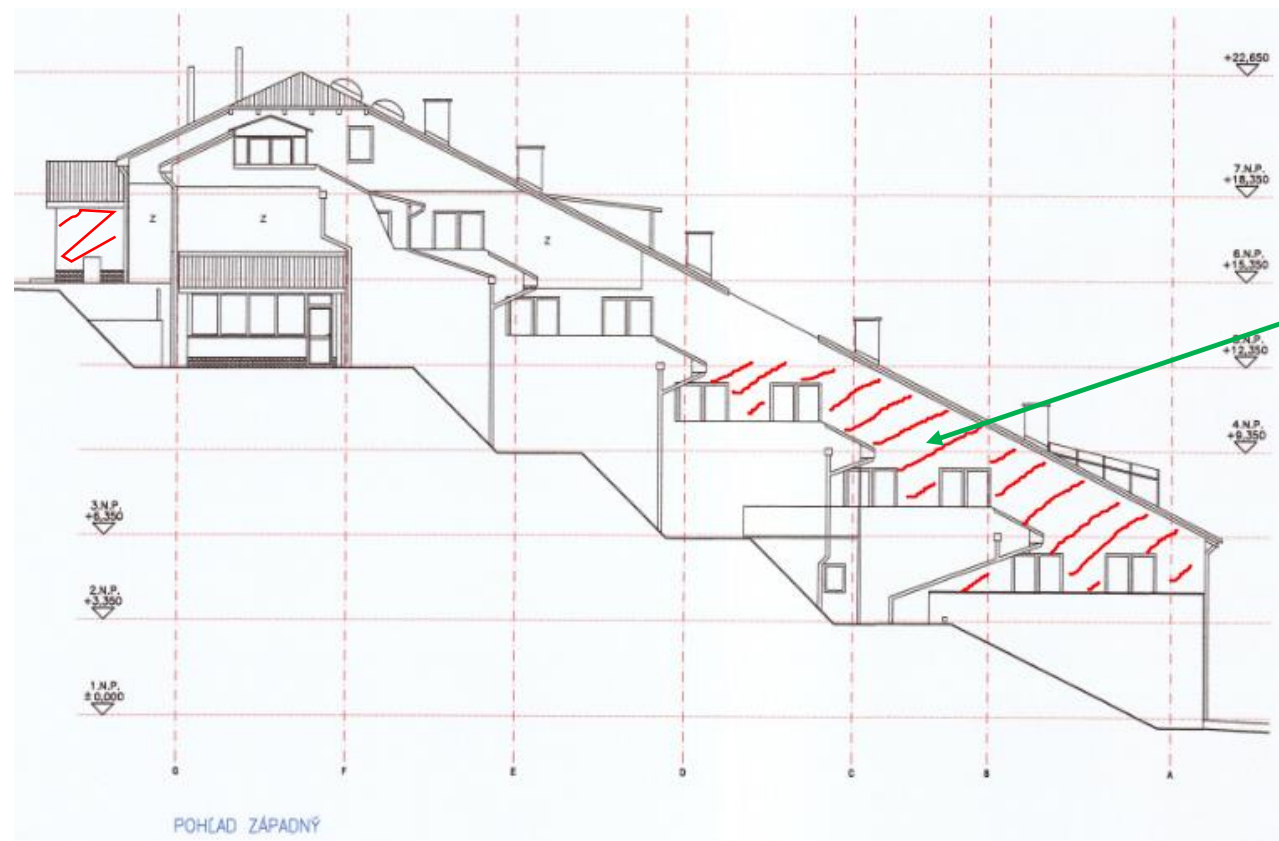 +22,650
7.N.P.
+18,350
Z
Z
Z
6.N.P.
+15,350
5.N.P.
+12,350
4.N.P.
+9,350
3.N.P.
+6,350
2.N.P.
+3,350
1.N.P.
±0,000
G F E D C B A
POHĽAD ZÁPADNÝ